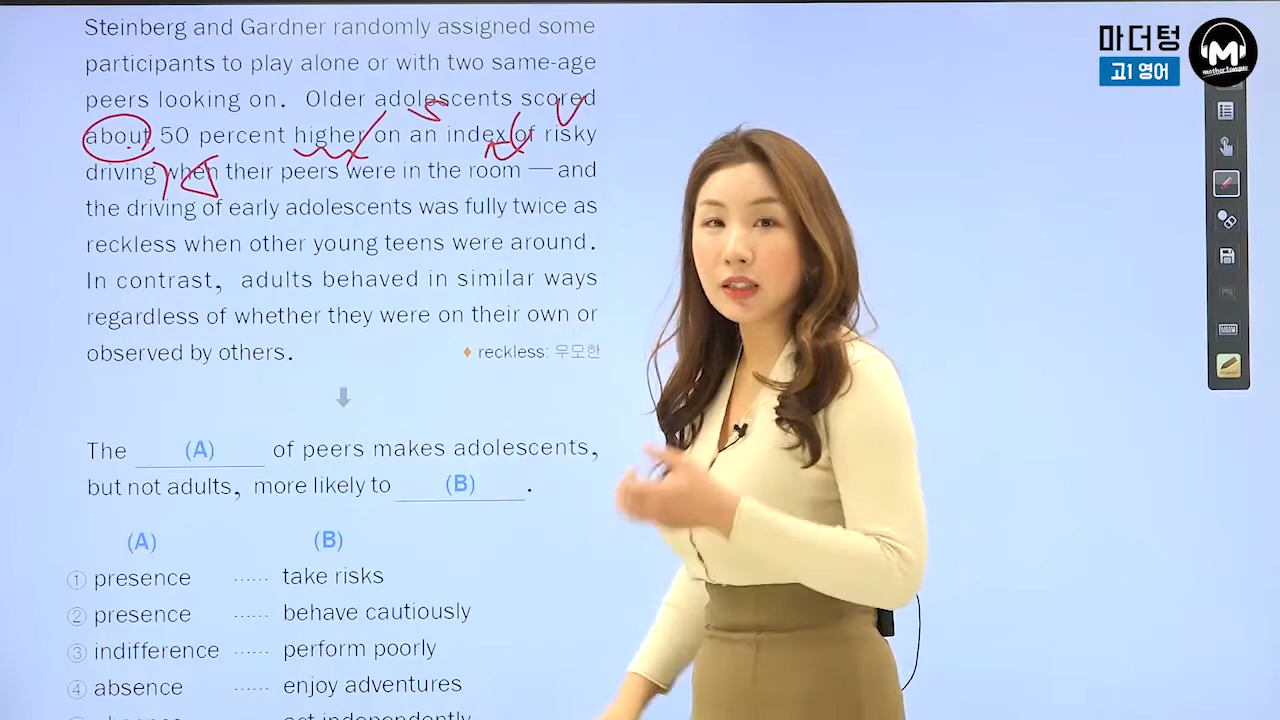 Steinberg and Gardner randomly assigned some
participants to play alone or with two same-age
peers looking on. Older adolescents scored
about 50 percent higher on an index of risky
driving when their peers were in the room —and
the driving of early adolescents was fully twice as
reckless when other young teens were around.
In contrast, adults behaved in similar ways
regardless of whether they were on their own or
observed by others.
♦ reckless: 무모한
The (A) of peers makes adolescents,
but not adults, more likely to (B).
(A) (B)
① presence ...... take risks
② presence ...... behave cautiously
③ indifference ...... perform poorly
④ absence ...... enjoy adventures
마더텅
고1 영어
M
mother tongue
S
V